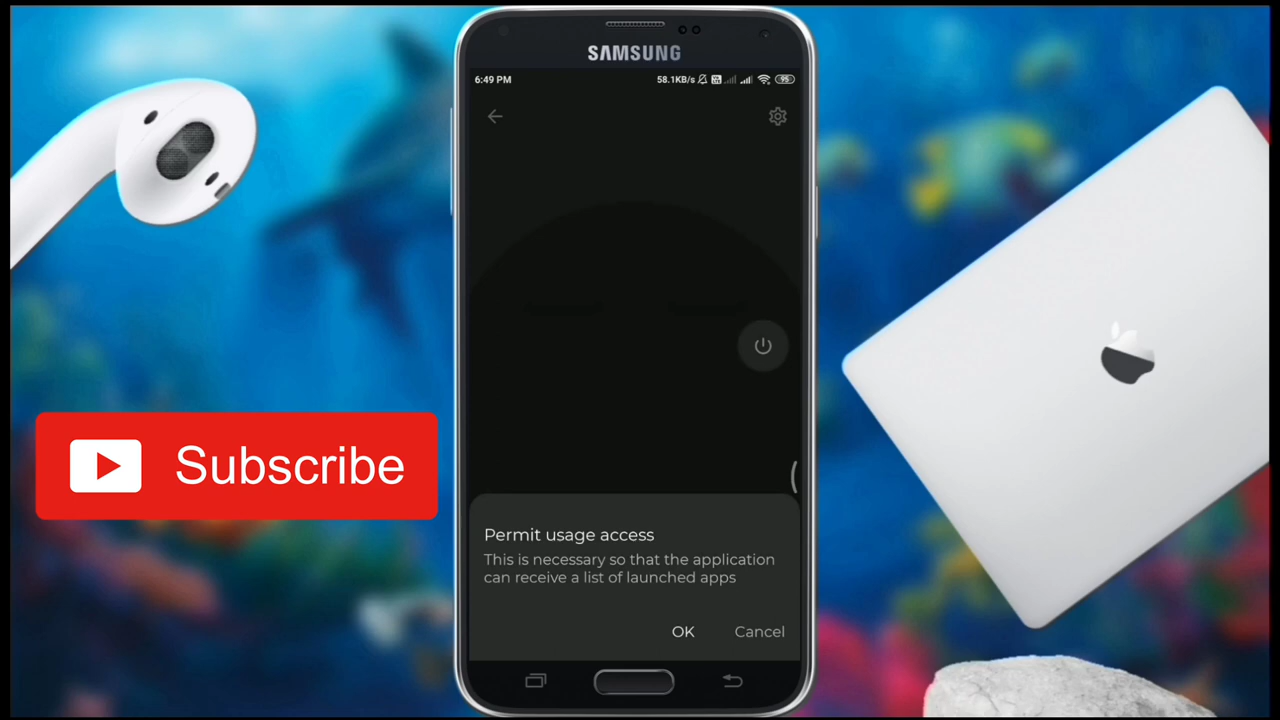 SAMSUNG
6:49 PM
58.1KB/s
95
Subscribe
Permit usage access
This is necessary so that the application
can receive a list of launched apps
OK
Cancel